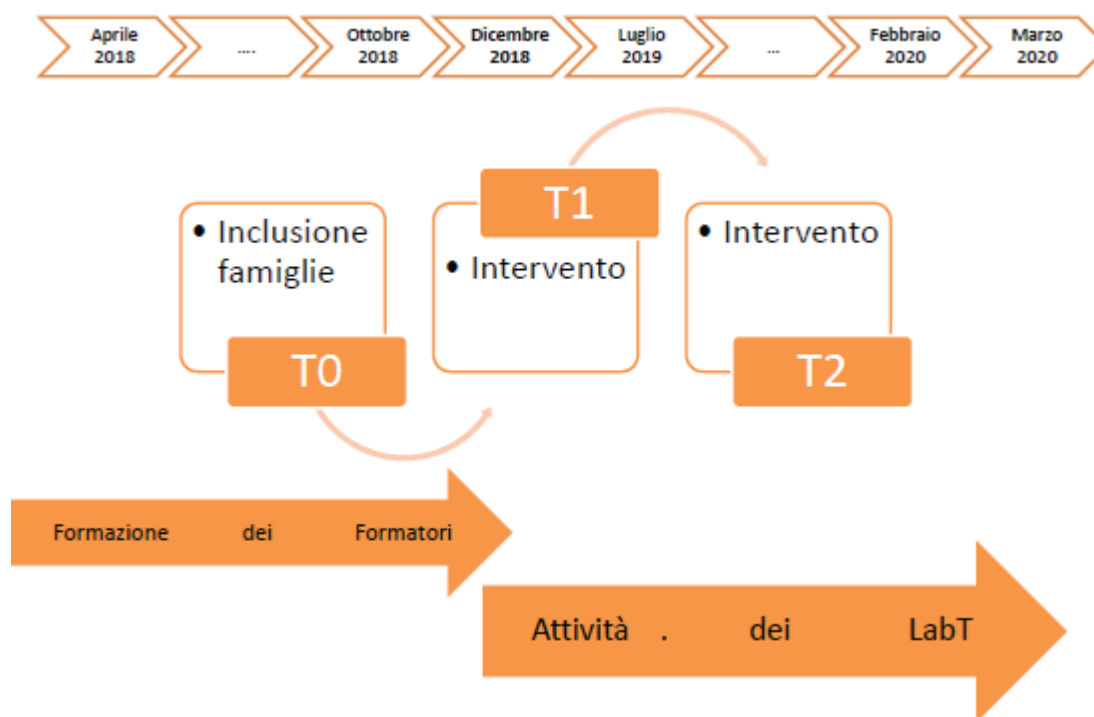 Aprile
2018
....
Ottobre
2018
Dicembre
2018
Luglio
2019
...
Febbraio
2020
Marzo
2020
• Inclusione
famiglie
T0
T1
• Intervento
• Intervento
T2
Formazione dei Formatori
Attività . dei LabT